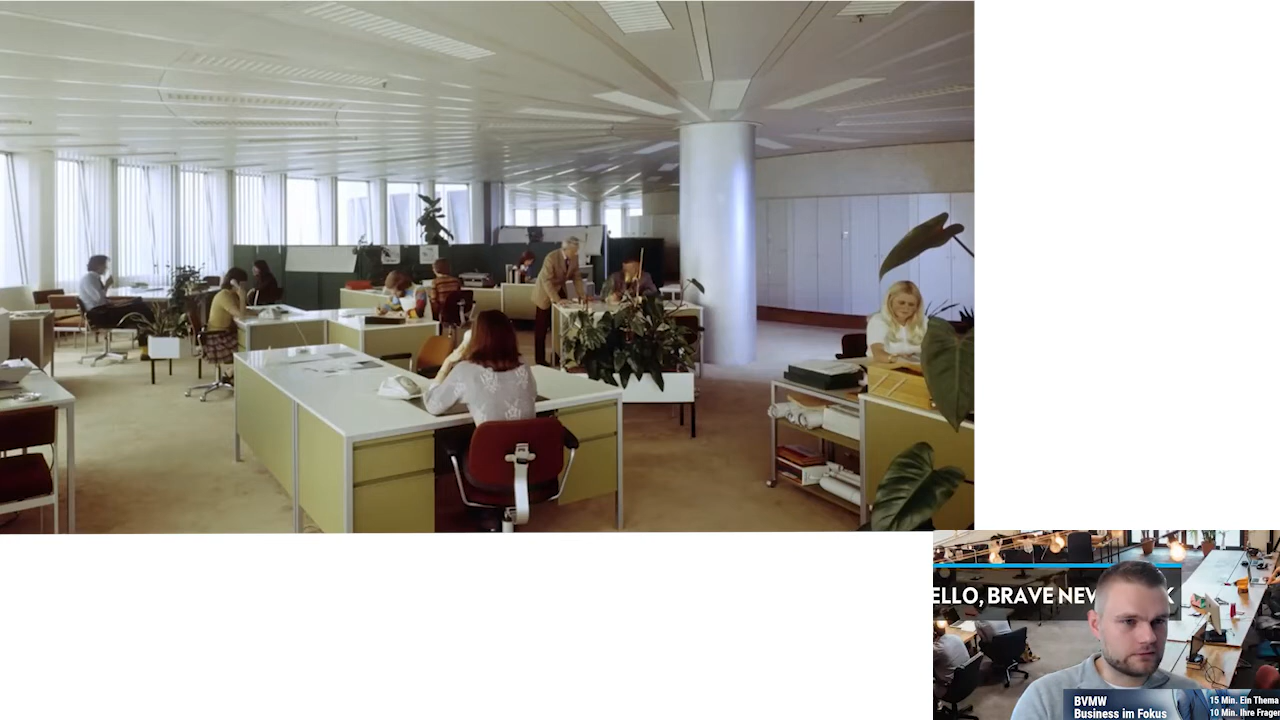 ELLO, BRAVE NEW K
BVMW
Business im Fokus
15 Min. Ein Thema
10 Min. Ihre Fragen